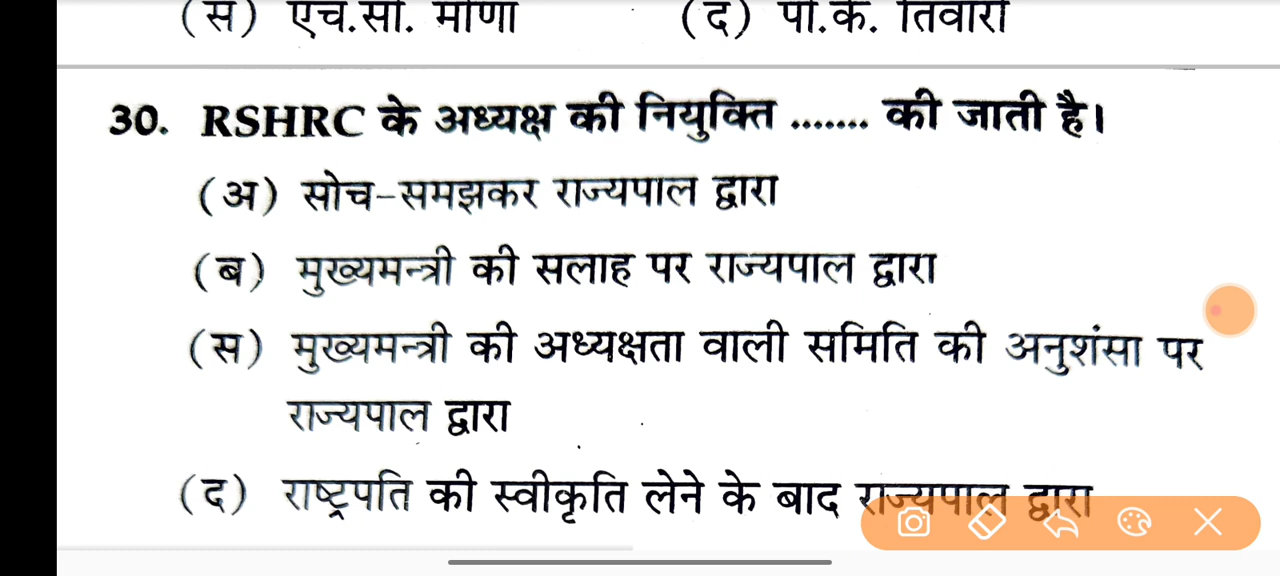 (स) एच.सी. मीणा (द) पी.के. तिवारी
30. RSHRC के अध्यक्ष की नियुक्ति ....... की जाती है।
(अ) सोच-समझकर राज्यपाल द्वारा
(ब) मुख्यमन्त्री की सलाह पर राज्यपाल द्वारा
(स) मुख्यमन्त्री की अध्यक्षता वाली समिति की अनुशंसा पर
राज्यपाल द्वारा
(द) राष्ट्रपति की स्वीकृति लेने के बाद राज्यपाल द्वारा